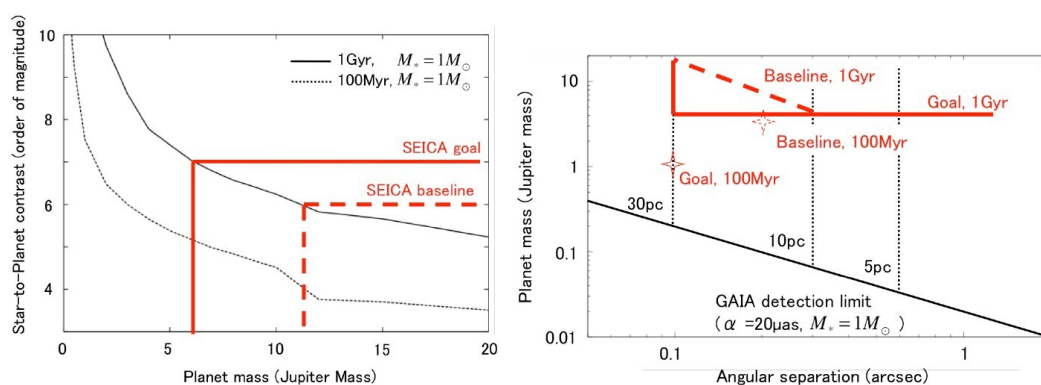 Star-to-Planet contrast (order of magnitude)
10
9
8
7
6
5
4
1Gyr, M* = 1M⊙
100Myr, M* = 1M⊙
SEICA goal
SEICA baseline
0
5
10
15
20
Planet mass (Jupiter Mass)
Planet mass (Jupiter mass)
10
1
0.1
0.01
Baseline, 1Gyr
Goal, 1Gyr
Baseline, 100Myr
Goal, 100Myr
30pc
10pc
5pc
GAIA detection limit
( α =20μas, M* = 1M⊙ )
0.1
1
Angular separation (arcsec)